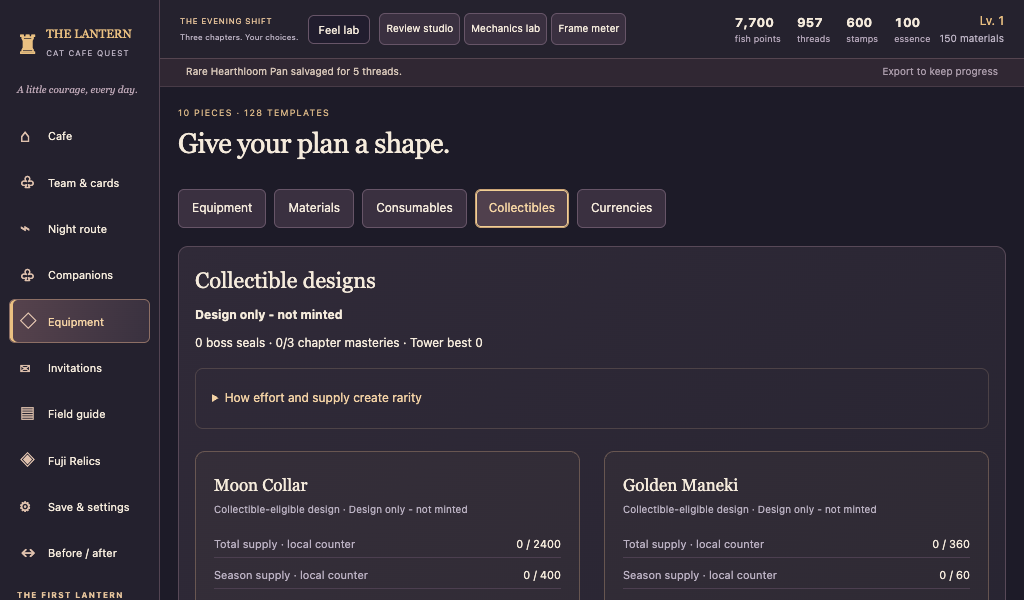 THE LANTERN
CAT CAFE QUEST
A little courage, every day.
Cafe
Team & cards
Night route
Companions
Equipment
Invitations
Field guide
Fuji Relics
Save & settings
Before / after
THE FIRST LANTERN
THE EVENING SHIFT
Three chapters. Your choices.
Feel lab
Review studio
Mechanics lab
Frame meter
7,700
fish points
957
threads
600
stamps
100
essence
Lv. 1
150 materials
Rare Hearthloom Pan salvaged for 5 threads.
Export to keep progress
10 PIECES · 128 TEMPLATES
Give your plan a shape.
Equipment
Materials
Consumables
Collectibles
Currencies
Collectible designs
Design only - not minted
0 boss seals · 0/3 chapter masteries · Tower best 0
How effort and supply create rarity
Moon Collar
Collectible-eligible design · Design only - not minted
Total supply · local counter 0 / 2400
Season supply · local counter 0 / 400
Golden Maneki
Collectible-eligible design · Design only - not minted
Total supply · local counter 0 / 360
Season supply · local counter 0 / 60